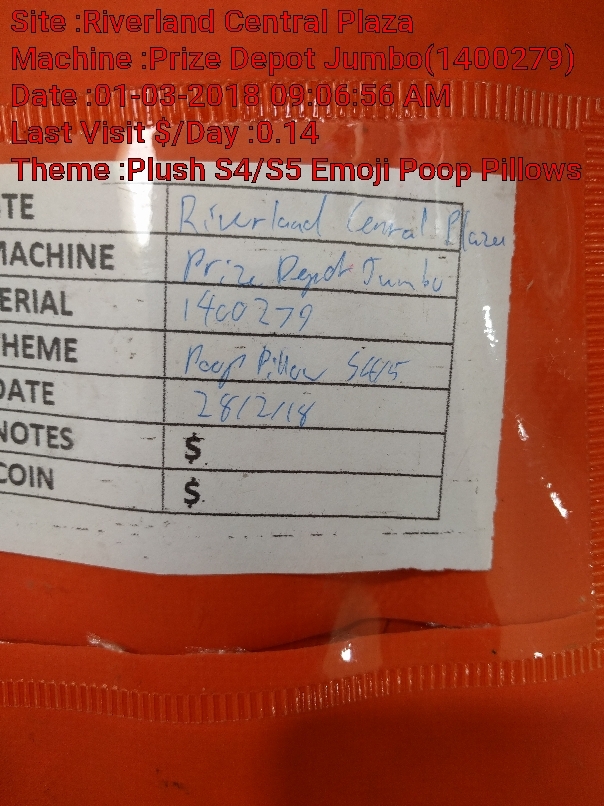 Site :Riverland Central Plaza
Machine :Prize Depot Jumbo(1400279)
Date :01-03-2018 09:06:56 AM
Last Visit $/Day :0.14
Theme :Plush S4/S5 Emoji Poop Pillows
TE Riverland Central Plaza
MACHINE Prize Depot Jumbo
ERIAL 1400279
HEME Poop Pillow S4/5
DATE 28/2/18
NOTES $
COIN $